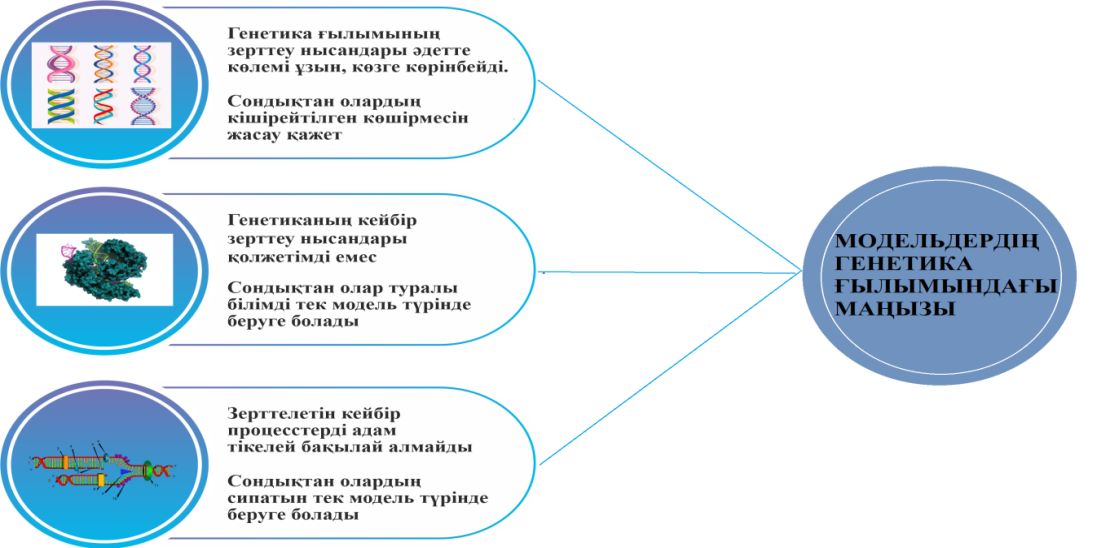 Генетика ғылымының
зерттеу нысандары әдетте
көлемі ұзын, көзге көрінбейді.
Сондықтан олардың
кішірейтілген көшірмесін
жасау қажет
Генетиканың кейбір
зерттеу нысандары
қолжетімді емес
Сондықтан олар туралы
білімді тек модель түрінде
беруге болады
Зерттелетін кейбір
процесстерді адам
тікелей бақылай алмайды
Сондықтан олардың
сипатын тек модель түрінде
беруге болады
МОДЕЛЬДЕРДІҢ
ГЕНЕТИКА
ҒЫЛЫМЫНДАҒЫ
МАҢЫЗЫ